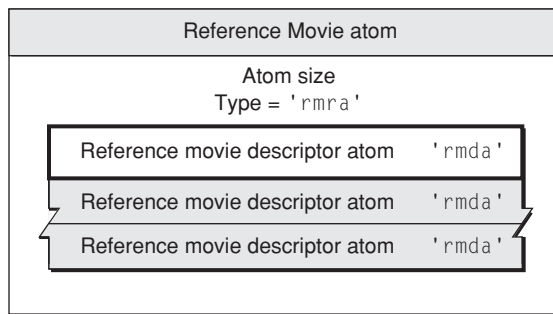 Reference Movie atom
Atom size
Type = 'rmra'
Reference movie descriptor atom 'rmda'
Reference movie descriptor atom 'rmda'
Reference movie descriptor atom 'rmda'